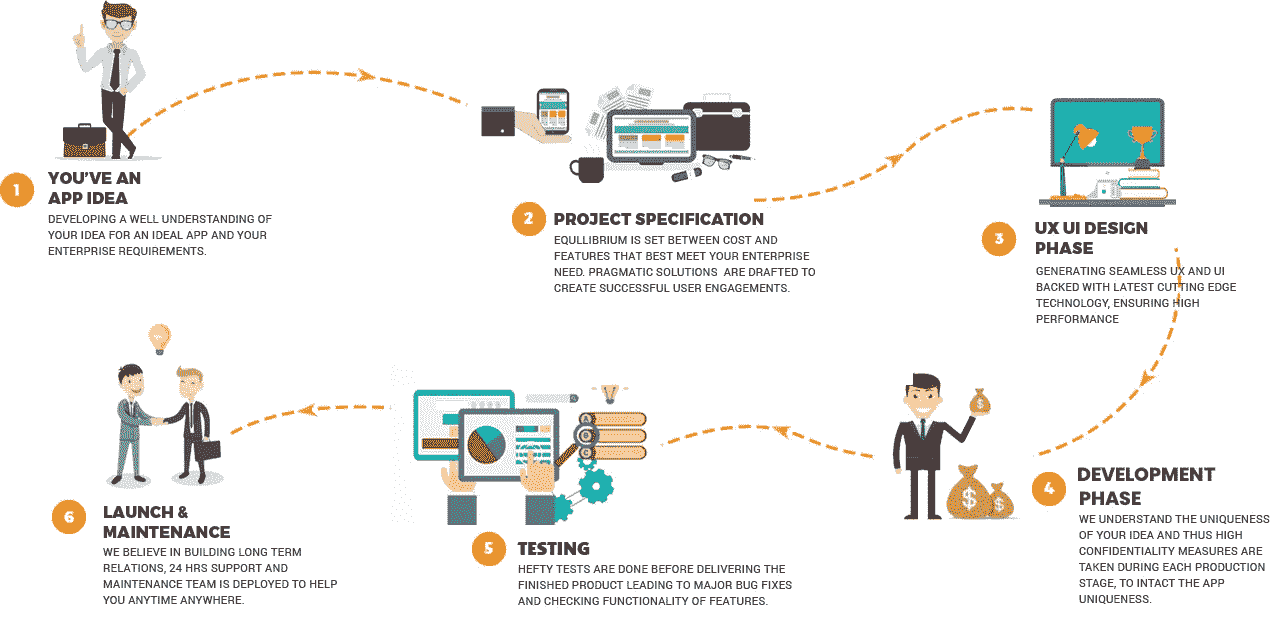 1
YOU'VE AN
APP IDEA
DEVELOPING A WELL UNDERSTANDING OF
YOUR IDEA FOR AN IDEAL APP AND YOUR
ENTERPRISE REQUIREMENTS.
2
PROJECT SPECIFICATION
EQULLIBRIUM IS SET BETWEEN COST AND
FEATURES THAT BEST MEET YOUR ENTERPRISE
NEED. PRAGMATIC SOLUTIONS ARE DRAFTED TO
CREATE SUCCESSFUL USER ENGAGEMENTS.
3
UX UI DESIGN
PHASE
GENERATING SEAMLESS UX AND UI
BACKED WITH LATEST CUTTING EDGE
TECHNOLOGY, ENSURING HIGH
PERFORMANCE
$
$
$
4
DEVELOPMENT
PHASE
WE UNDERSTAND THE UNIQUENESS
OF YOUR IDEA AND THUS HIGH
CONFIDENTIALITY MEASURES ARE
TAKEN DURING EACH PRODUCTION
STAGE, TO INTACT THE APP
UNIQUENESS.
A
B
C
5
TESTING
HEFTY TESTS ARE DONE BEFORE DELIVERING THE
FINISHED PRODUCT LEADING TO MAJOR BUG FIXES
AND CHECKING FUNCTIONALITY OF FEATURES.
6
LAUNCH &
MAINTENANCE
WE BELIEVE IN BUILDING LONG TERM
RELATIONS, 24 HRS SUPPORT AND
MAINTENANCE TEAM IS DEPLOYED TO HELP
YOU ANYTIME ANYWHERE.